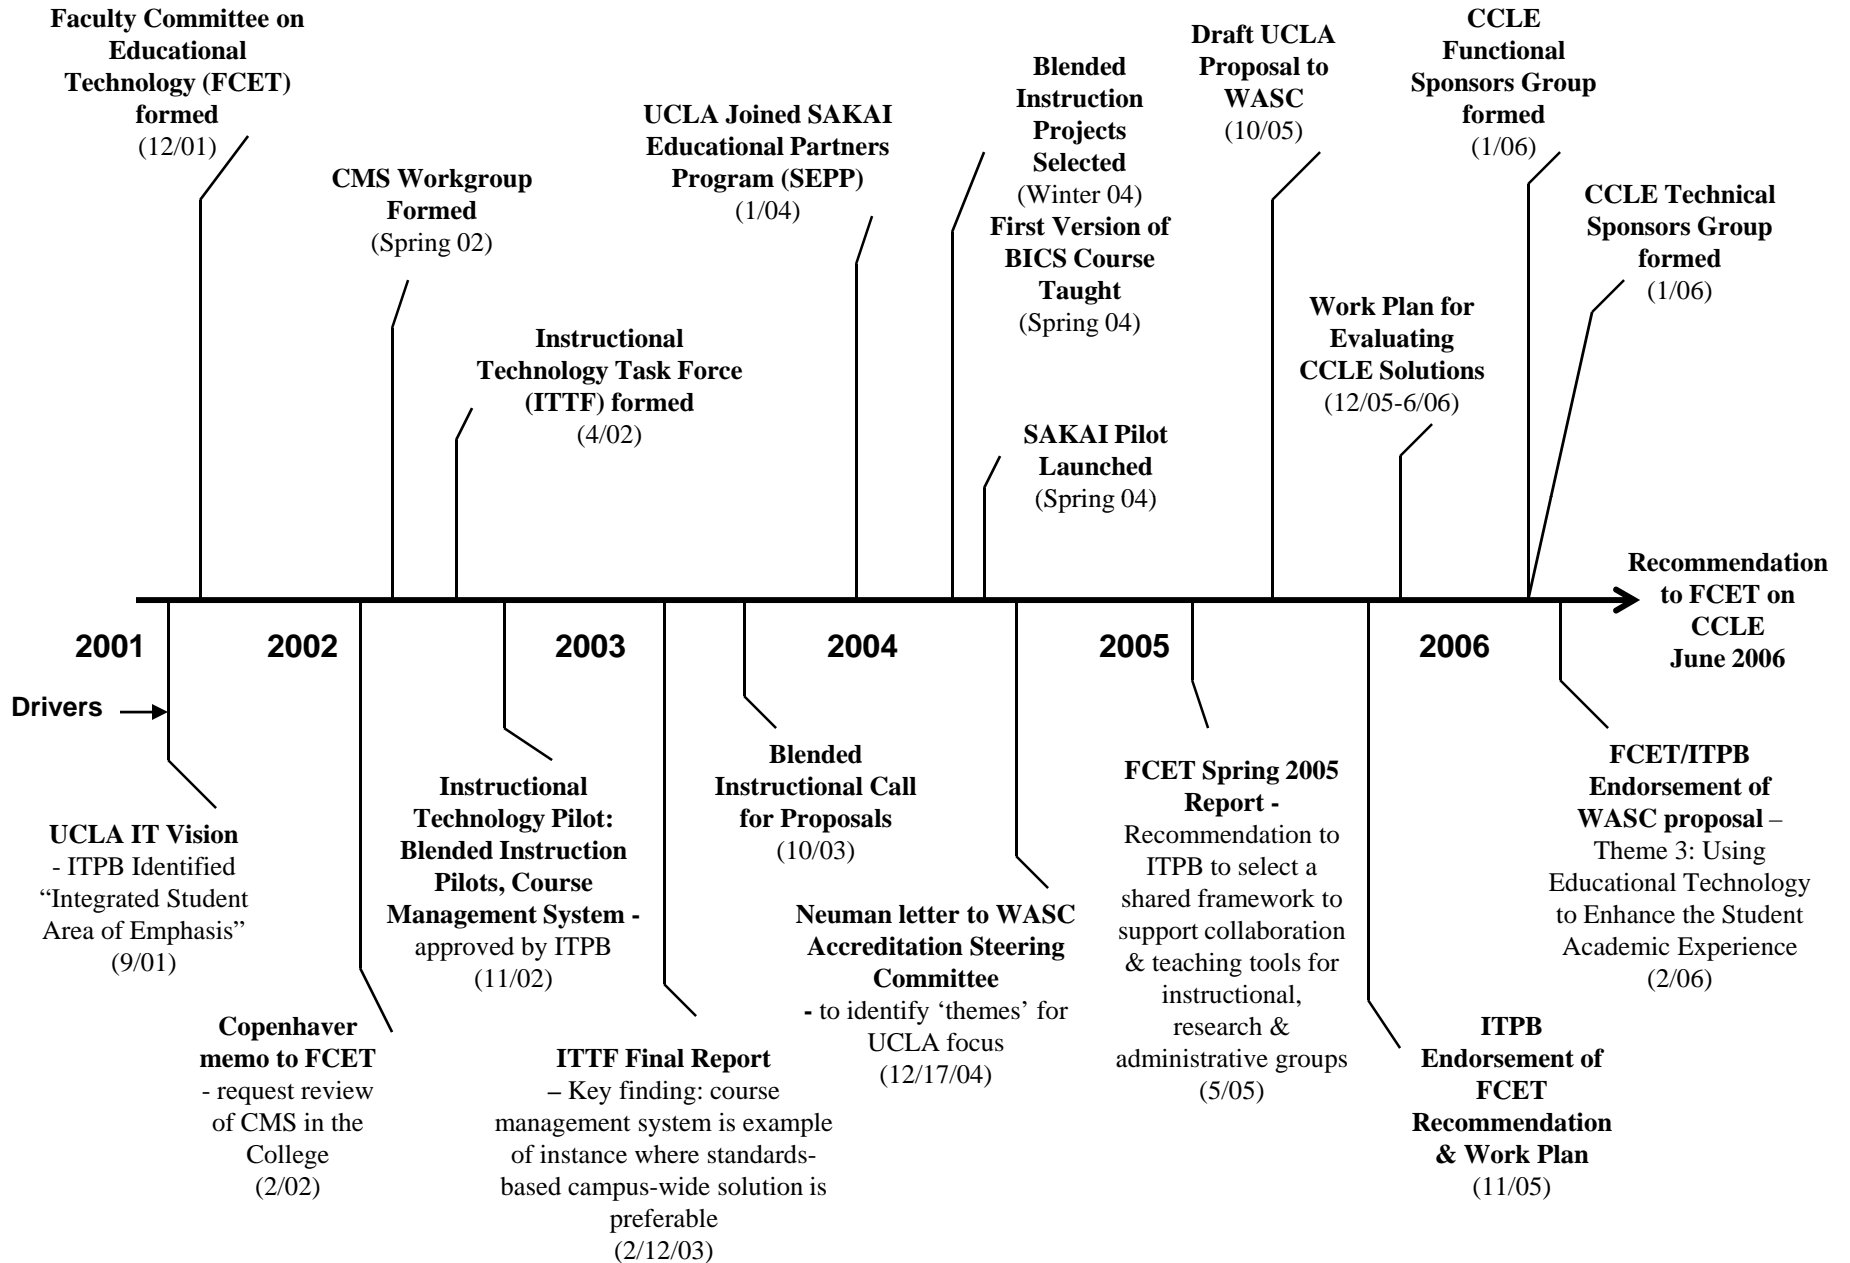 Faculty Committee on
Educational
Technology (FCET)
formed
(12/01)
CMS Workgroup
Formed
(Spring 02)
Instructional
Technology Task Force
(ITTF) formed
(4/02)
UCLA Joined SAKAI
Educational Partners
Program (SEPP)
(1/04)
Blended
Instruction
Projects
Selected
(Winter 04)
First Version of
BICS Course
Taught
(Spring 04)
SAKAI Pilot
Launched
(Spring 04)
Draft UCLA
Proposal to
WASC
(10/05)
Work Plan for
Evaluating
CCLE Solutions
(12/05-6/06)
CCLE
Functional
Sponsors Group
formed
(1/06)
CCLE Technical
Sponsors Group
formed
(1/06)
Recommendation
to FCET on
CCLE
June 2006
2001
2002
2003
2004
2005
2006
Drivers
UCLA IT Vision
- ITPB Identified
“Integrated Student
Area of Emphasis”
(9/01)
Copenhaver
memo to FCET
- request review
of CMS in the
College
(2/02)
Instructional
Technology Pilot:
Blended Instruction
Pilots, Course
Management System -
approved by ITPB
(11/02)
ITTF Final Report
– Key finding: course
management system is example
of instance where standards-
based campus-wide solution is
preferable
(2/12/03)
Blended
Instructional Call
for Proposals
(10/03)
Neuman letter to WASC
Accreditation Steering
Committee
- to identify ‘themes’ for
UCLA focus
(12/17/04)
FCET Spring 2005
Report -
Recommendation to
ITPB to select a
shared framework to
support collaboration
& teaching tools for
instructional,
research &
administrative groups
(5/05)
ITPB
Endorsement of
FCET
Recommendation
& Work Plan
(11/05)
FCET/ITPB
Endorsement of
WASC proposal –
Theme 3: Using
Educational Technology
to Enhance the Student
Academic Experience
(2/06)